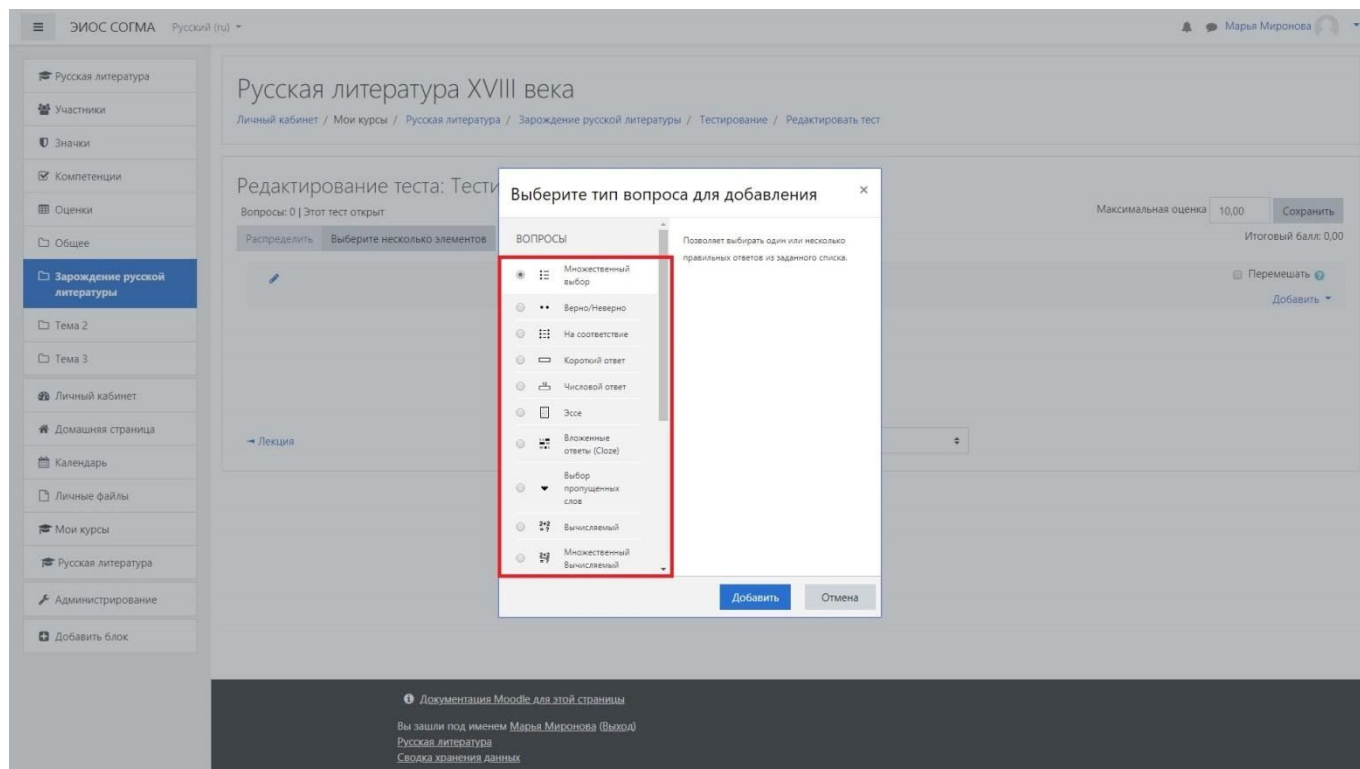 ЭИОС СОГМА Русский (ru)
Марья Миронова
Русская литература
Участники
Значки
Компетенции
Оценки
Общее
Зарождение русской
литературы
Тема 2
Тема 3
Личный кабинет
Домашняя страница
Календарь
Личные файлы
Мои курсы
Русская литература
Администрирование
Добавить блок
Русская литература XVIII века
Личный кабинет / Мои курсы / Русская литература / Зарождение русской литературы / Тестирование / Редактировать тест
Редактирование теста: Тести
Вопросы: 0 | Этот тест открыт
Максимальная оценка 10,00 Сохранить
Распределить Выберите несколько элементов
Итоговый балл: 0,00
Перемешать
Добавить
Лекция
Выберите тип вопроса для добавления ×
ВОПРОСЫ
Множественный
выбор
Верно/Неверно
На соответствие
Короткий ответ
Числовой ответ
Эссе
Вложенные
ответы (Cloze)
Выбор
пропущенных
слов
Вычисляемый
Множественный
Вычисляемый
Позволяет выбирать один или несколько
правильных ответов из заданного списка.
Добавить Отмена
Документация Moodle для этой страницы
Вы зашли под именем Марья Миронова (Выход)
Русская литература
Сводка хранения данных